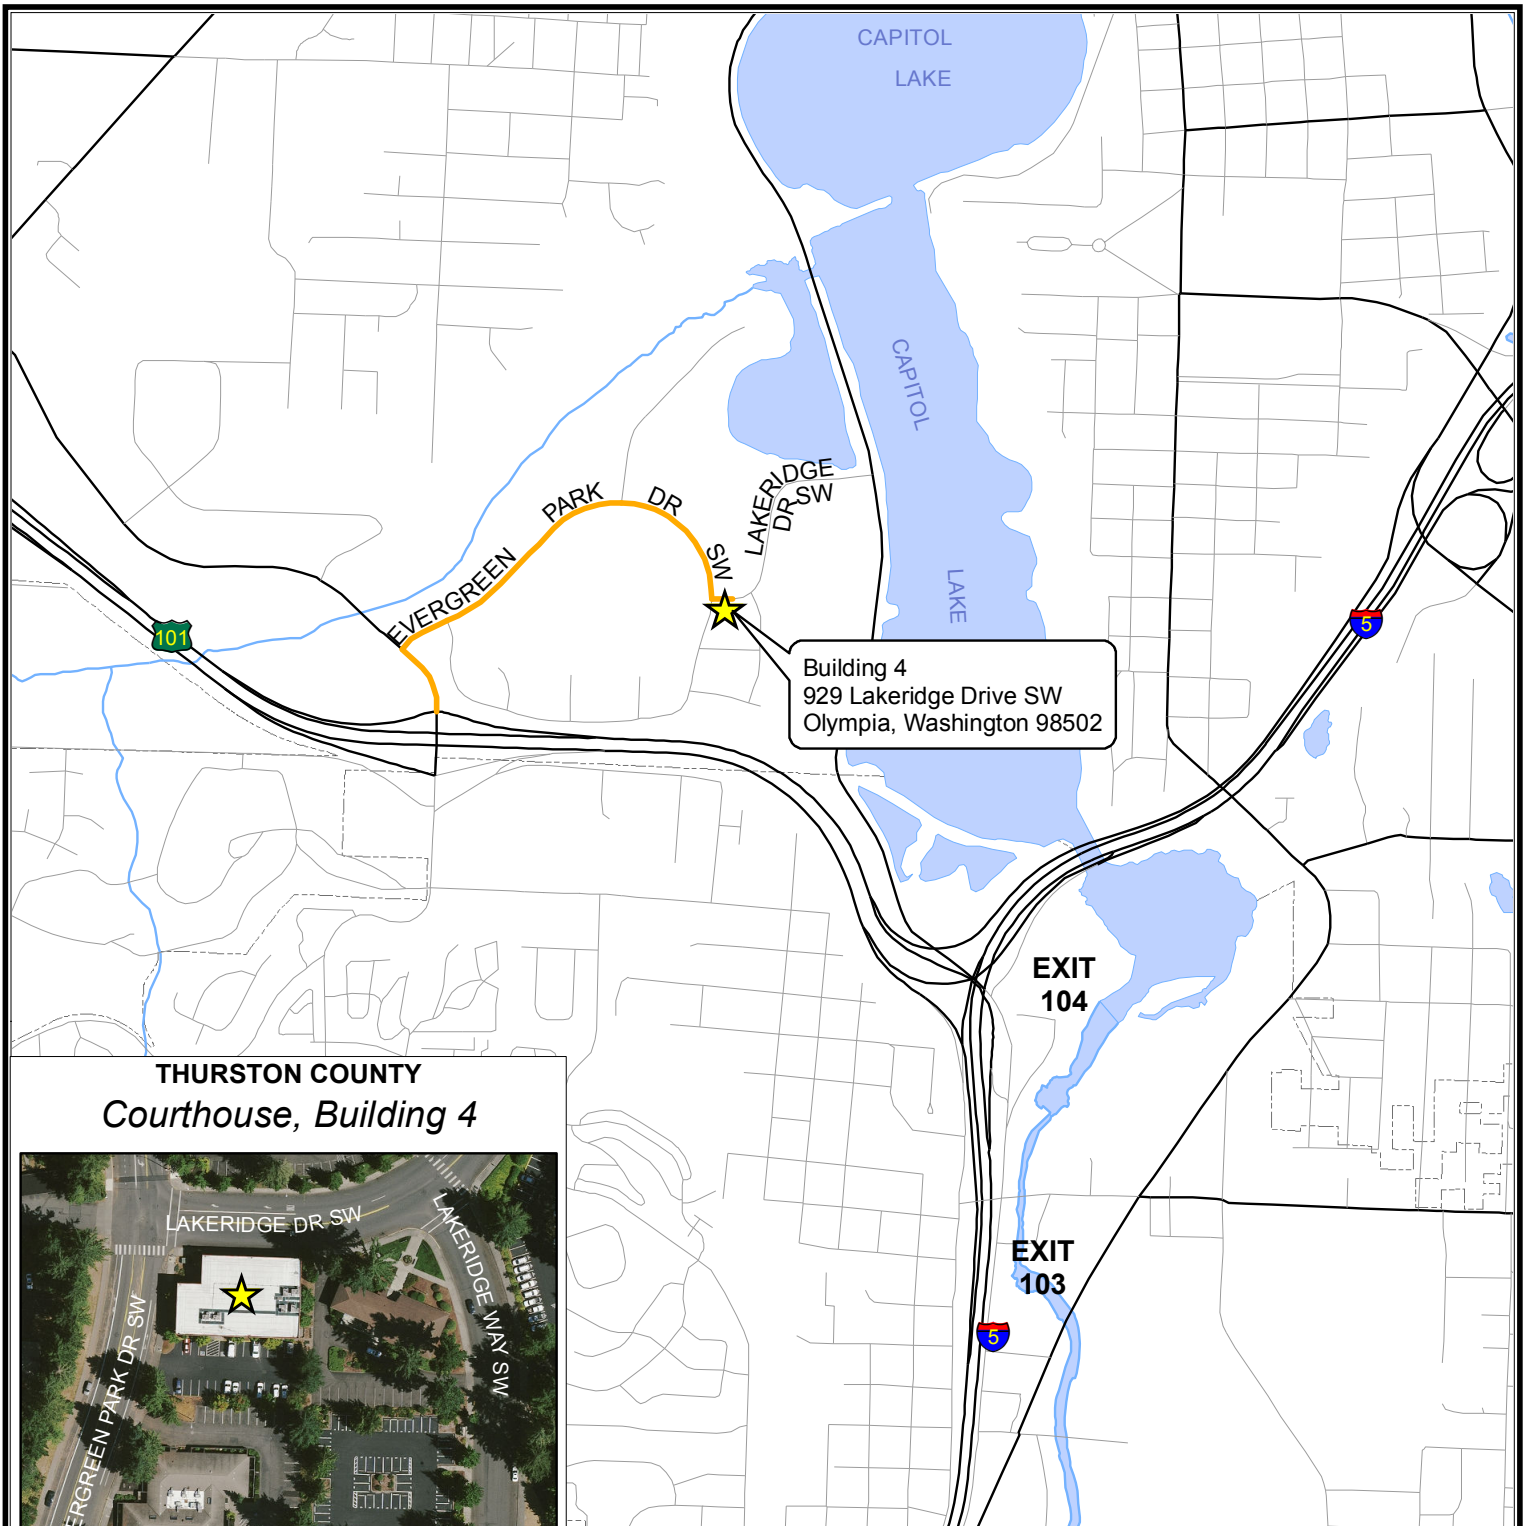 CAPITOL
LAKE
CAPITOL
LAKE
LAKERIDGE
DR SW
EVERGREEN PARK DR SW
101
5
Building 4
929 Lakeridge Drive SW
Olympia, Washington 98502
EXIT
104
EXIT
103
5
THURSTON COUNTY
Courthouse, Building 4
LAKERIDGE DR SW
LAKERIDGE WAY SW
ERGREEN PARK DR SW